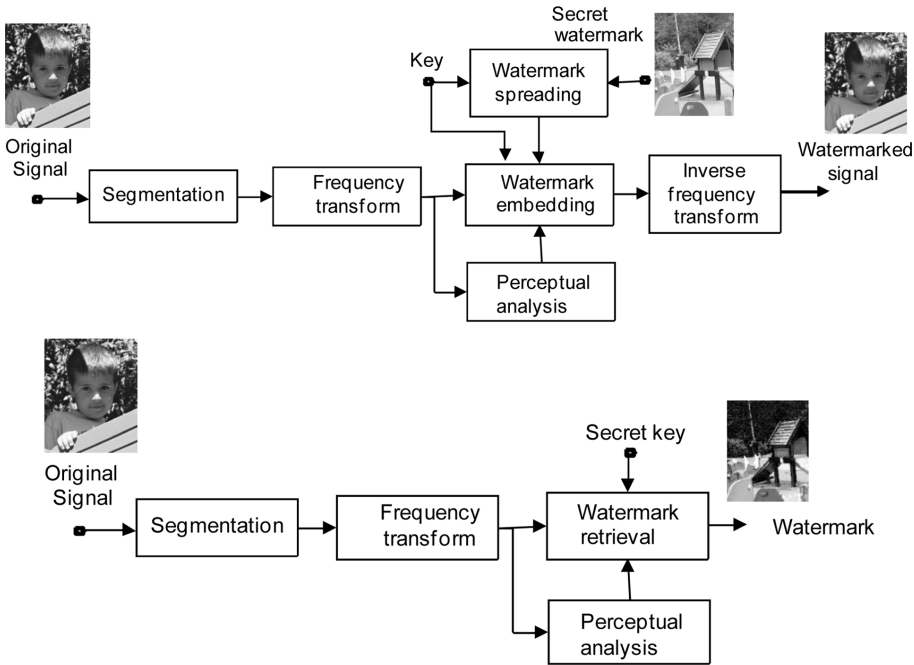 Secret
watermark
Key
Watermark
spreading
Original
Signal
Segmentation
Frequency
transform
Watermark
embedding
Inverse
frequency
transform
Watermarked
signal
Perceptual
analysis
Original
Signal
Segmentation
Frequency
transform
Secret key
Watermark
retrieval
Watermark
Perceptual
analysis